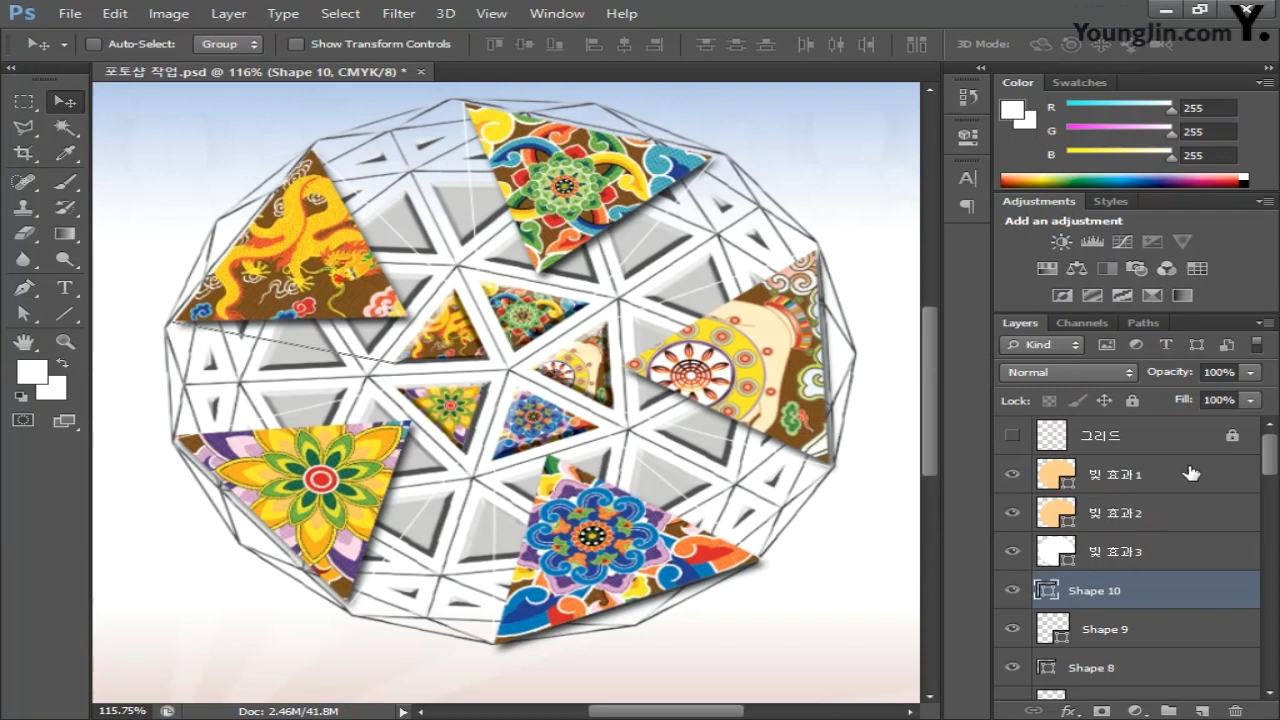 Ps File Edit Image Layer Type Select Filter 3D View Window Help
YoungJin.com Y.
Auto-Select: Group Show Transform Controls 3D Mode:
포토샵 작업.psd @ 116% (Shape 10, CMYK/8) * ×
Color Swatches
R 255
G 255
B 255
Adjustments Styles
Add an adjustment
Layers Channels Paths
Kind
Normal Opacity: 100%
Lock: Fill: 100%
그리드
빛 효과1
빛 효과2
빛 효과3
Shape 10
Shape 9
Shape 8
115.75% Doc: 2.46M/41.8M